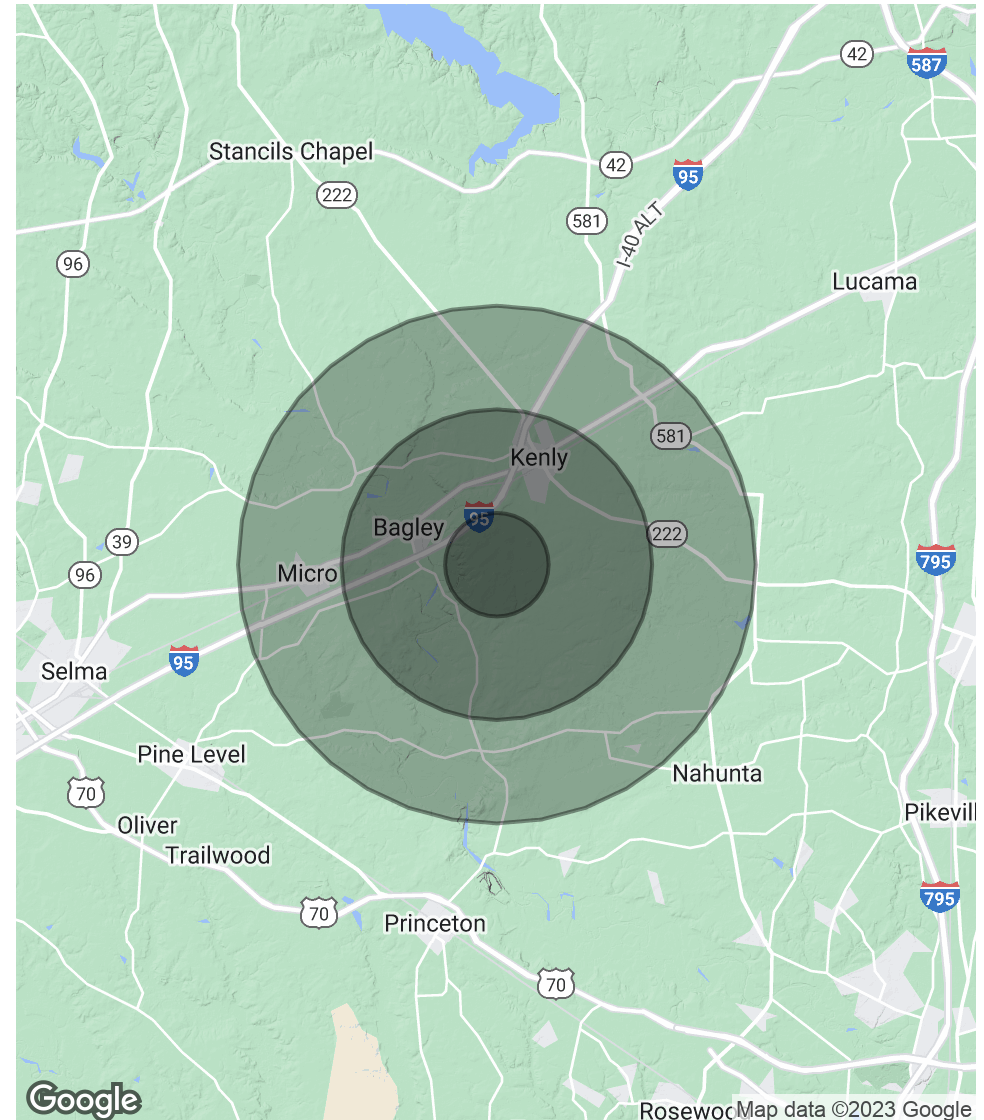 42
587
Stancils Chapel
42
95
222
581
I-40 ALT
96
Lucama
581
Kenly
95
Bagley
222
39
795
Micro
96
95
Selma
Pine Level
Nahunta
70
Pikevill
Oliver
Trailwood
795
70
Princeton
70
Google
Rosewoo
Map data ©2023 Google